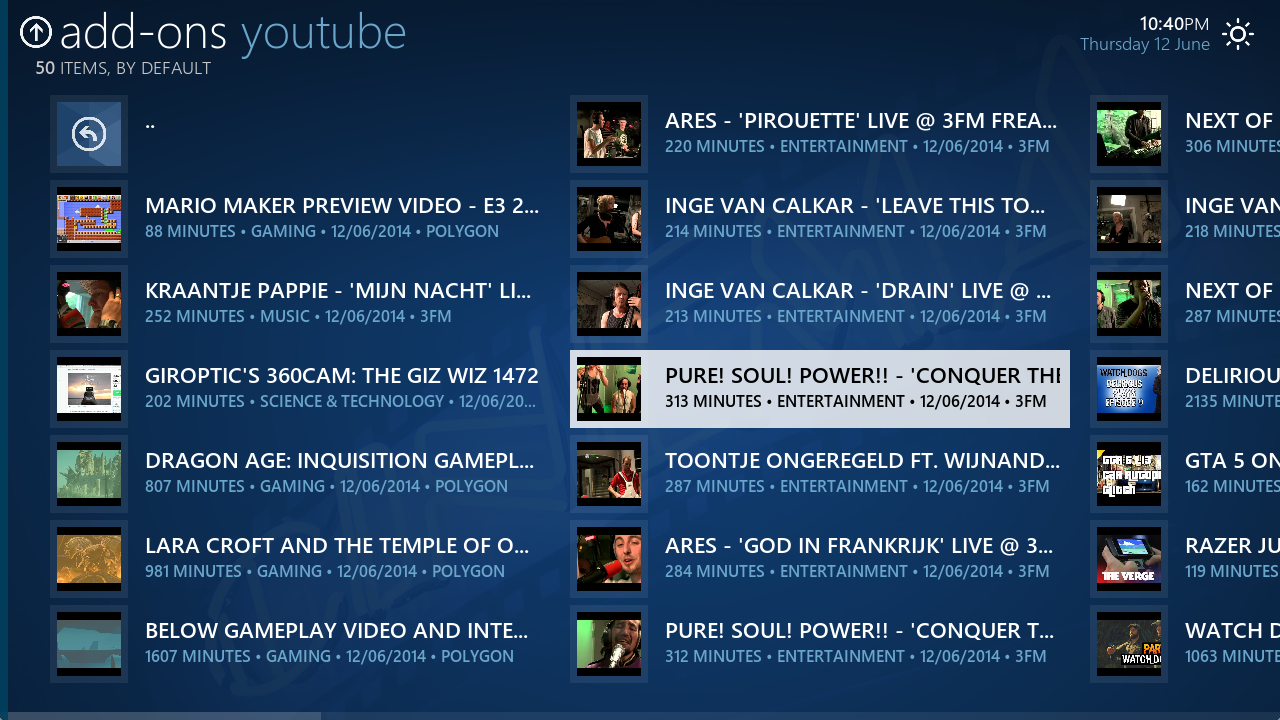 add-ons youtube
50 ITEMS, BY DEFAULT
10:40PM
Thursday 12 June
..
MARIO MAKER PREVIEW VIDEO - E3 2...
88 MINUTES • GAMING • 12/06/2014 • POLYGON
KRAANTJE PAPPIE - 'MIJN NACHT' LI...
252 MINUTES • MUSIC • 12/06/2014 • 3FM
GIROPTIC'S 360CAM: THE GIZ WIZ 1472
202 MINUTES • SCIENCE & TECHNOLOGY • 12/06/20...
DRAGON AGE: INQUISITION GAMEPL...
807 MINUTES • GAMING • 12/06/2014 • POLYGON
LARA CROFT AND THE TEMPLE OF O...
981 MINUTES • GAMING • 12/06/2014 • POLYGON
BELOW GAMEPLAY VIDEO AND INTE...
1607 MINUTES • GAMING • 12/06/2014 • POLYGON
ARES - 'PIROUETTE' LIVE @ 3FM FREA...
220 MINUTES • ENTERTAINMENT • 12/06/2014 • 3FM
INGE VAN CALKAR - 'LEAVE THIS TO...
214 MINUTES • ENTERTAINMENT • 12/06/2014 • 3FM
INGE VAN CALKAR - 'DRAIN' LIVE @ ...
213 MINUTES • ENTERTAINMENT • 12/06/2014 • 3FM
PURE! SOUL! POWER!! - 'CONQUER THE
313 MINUTES • ENTERTAINMENT • 12/06/2014 • 3FM
TOONTJE ONGEREGELD FT. WIJNAND...
287 MINUTES • ENTERTAINMENT • 12/06/2014 • 3FM
ARES - 'GOD IN FRANKRIJK' LIVE @ 3...
284 MINUTES • ENTERTAINMENT • 12/06/2014 • 3FM
PURE! SOUL! POWER!! - 'CONQUER T...
312 MINUTES • ENTERTAINMENT • 12/06/2014 • 3FM
NEXT OF
306 MINUTES
INGE VAN
218 MINUTES
NEXT OF
287 MINUTES
WATCH DOGS
DELIRIOU
2135 MINUTE
GTA 5 ON
162 MINUTES
THE VERGE
RAZER JU
119 MINUTES
WATCH D
1063 MINUTE